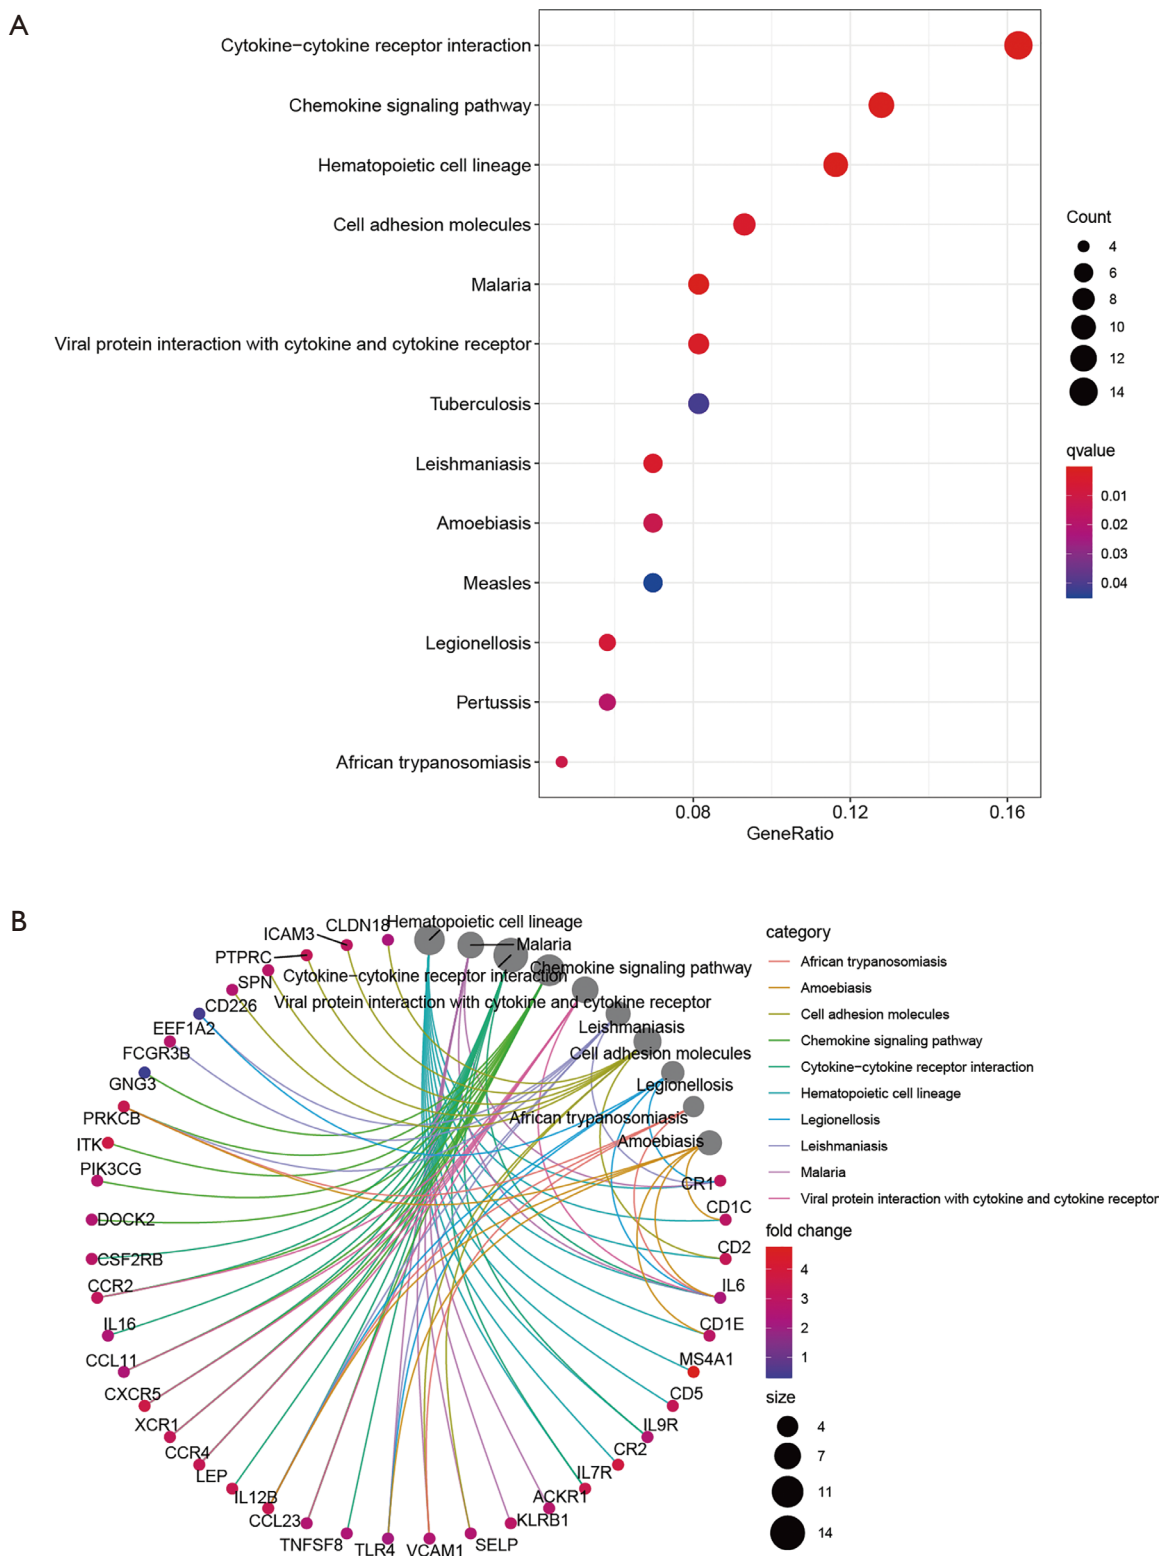 A
Cytokine−cytokine receptor interaction
Chemokine signaling pathway
Hematopoietic cell lineage
Cell adhesion molecules
Malaria
Viral protein interaction with cytokine and cytokine receptor
Tuberculosis
Leishmaniasis
Amoebiasis
Measles
Legionellosis
Pertussis
African trypanosomiasis
0.08
0.12
0.16
GeneRatio
Count
4
6
8
10
12
14
qvalue
0.01
0.02
0.03
0.04
B
CLDN18
Hematopoietic cell lineage
ICAM3
Malaria
PTPRC
Cytokine−cytokine receptor interaction
Chemokine signaling pathway
SPN
Viral protein interaction with cytokine and cytokine receptor
CD226
Leishmaniasis
EEF1A2
Cell adhesion molecules
FCGR3B
Legionellosis
GNG3
African trypanosomiasis
PRKCB
Amoebiasis
ITK
PIK3CG
CR1
CD1C
DOCK2
CD2
CSF2RB
CCR2
IL6
IL16
CD1E
CCL11
MS4A1
CXCR5
CD5
XCR1
IL9R
CCR4
CR2
LEP
IL7R
IL12B
ACKR1
CCL23
KLRB1
TNFSF8
TLR4
VCAM1
SELP
category
African trypanosomiasis
Amoebiasis
Cell adhesion molecules
Chemokine signaling pathway
Cytokine−cytokine receptor interaction
Hematopoietic cell lineage
Legionellosis
Leishmaniasis
Malaria
Viral protein interaction with cytokine and cytokine receptor
fold change
4
3
2
1
size
4
7
11
14